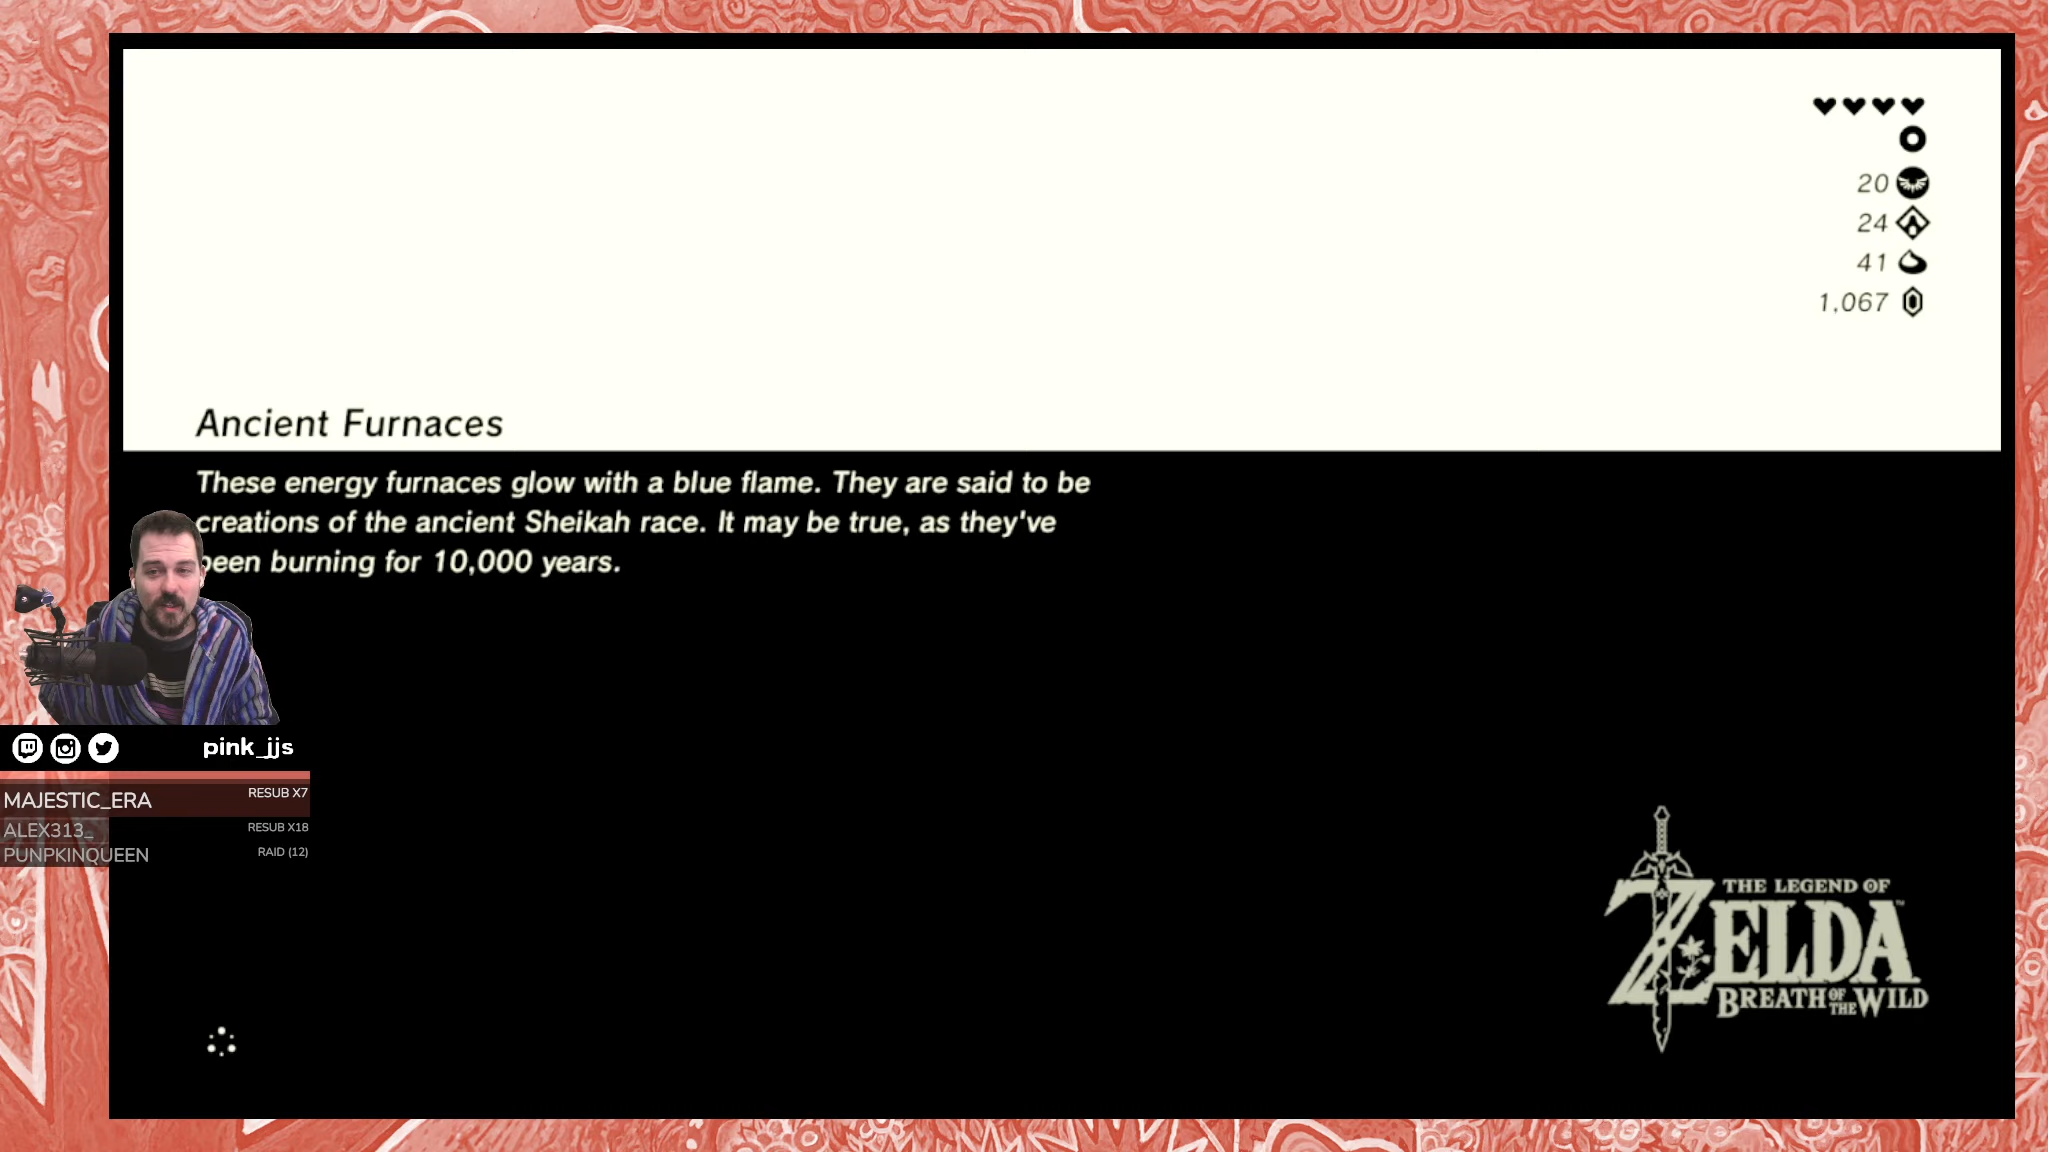 20
24
41
1,067
Ancient Furnaces
These energy furnaces glow with a blue flame. They are said to be
creations of the ancient Sheikah race. It may be true, as they've
been burning for 10,000 years.
pink_jjs
MAJESTIC_ERA RESUB X7
ALEX313_ RESUB X18
PUNPKINQUEEN RAID (12)
THE LEGEND OF
ZELDA
BREATH OF THE WILD